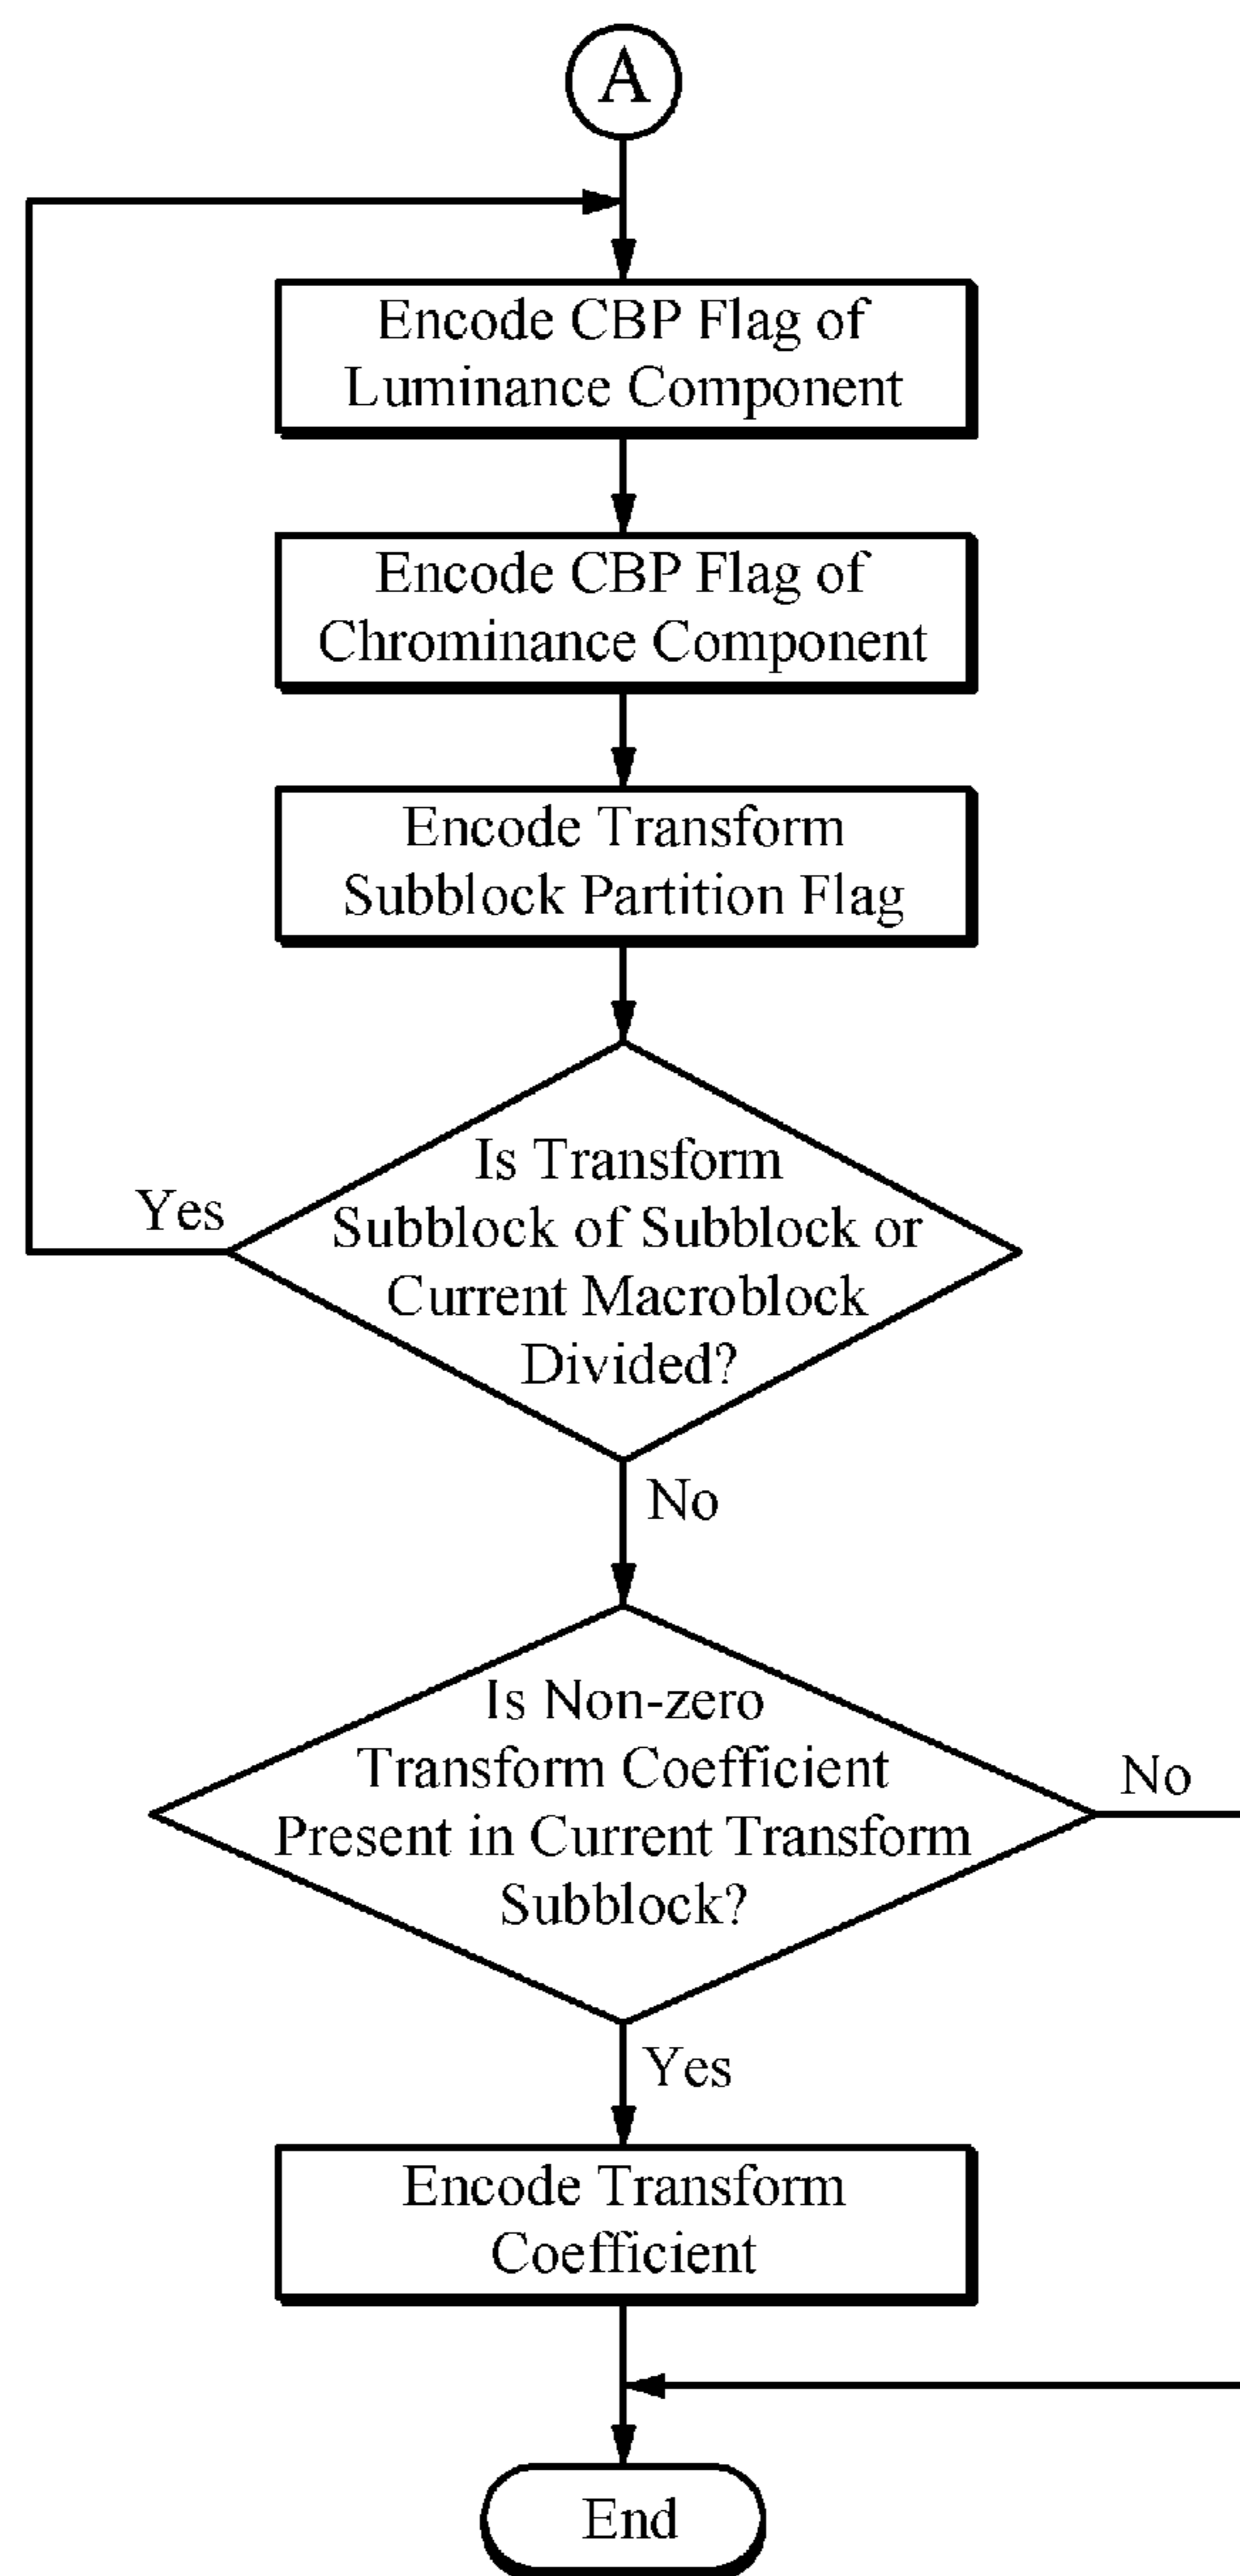 A
Encode CBP Flag of
Luminance Component
Encode CBP Flag of
Chrominance Component
Encode Transform
Subblock Partition Flag
Is Transform
Subblock of Subblock or
Current Macroblock
Divided?
Yes
No
Is Non-zero
Transform Coefficient
Present in Current Transform
Subblock?
No
Yes
Encode Transform
Coefficient
End